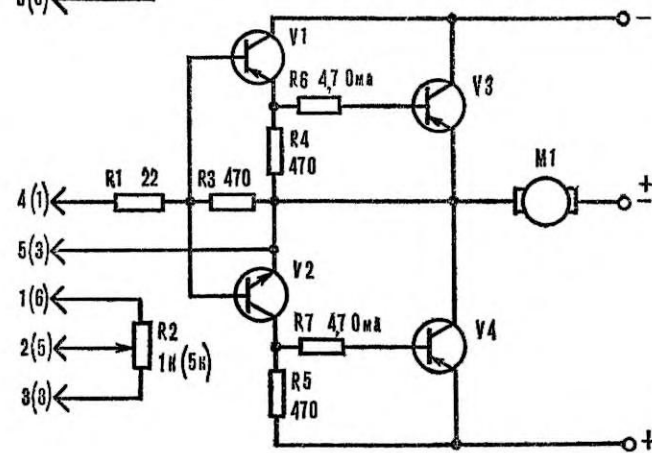 V1
R6 4,7 Ома
V3
R4
470
M1
R1 22
R3 470
4(1)
5(3)
V2
1(6)
R2
1К (5к)
2(5)
R7 4,7 Ома
V4
3(8)
R5
470